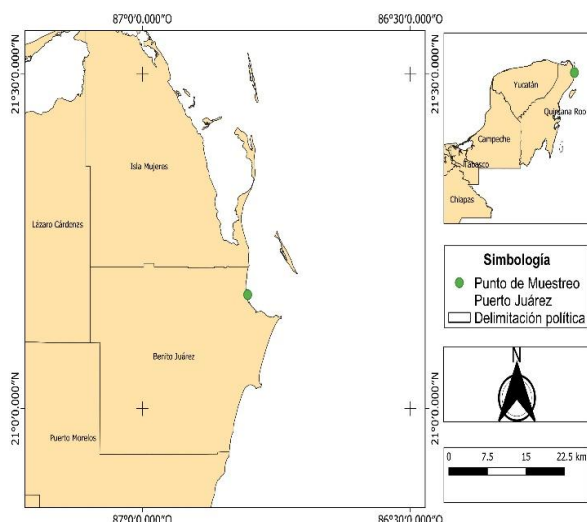 87°0'0.000"O
86°30'0.000"O
21°30'0.000"N
21°30'0.000"N
Isla Mujeres
Lázaro Cárdenas
Benito Juárez
21°0'0.000"N
21°0'0.000"N
Puerto Morelos
87°0'0.000"O
86°30'0.000"O
Yucatán
Quintana Roo
Campeche
Tabasco
Chiapas
Simbología
Punto de Muestreo
Puerto Juárez
Delimitación política
N
0 7.5 15 22.5 km